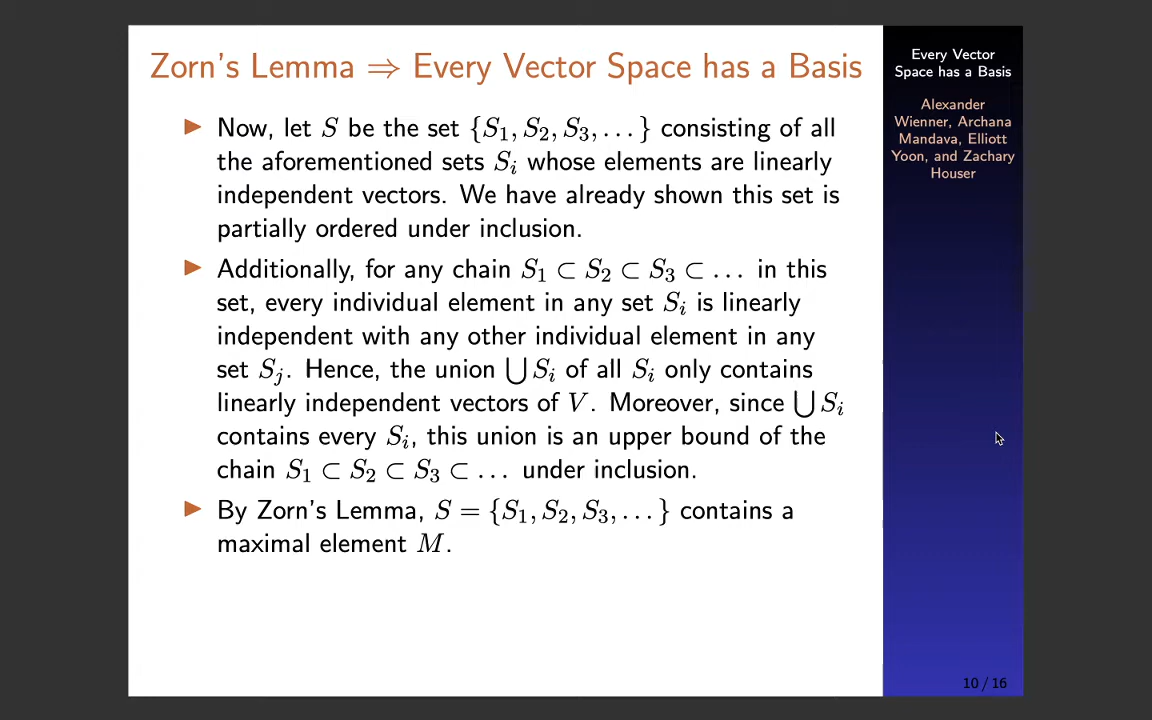 Zorn's Lemma ⇒ Every Vector Space has a Basis
▶ Now, let S be the set {S₁, S₂, S₃, . . . } consisting of all
the aforementioned sets Sᵢ whose elements are linearly
independent vectors. We have already shown this set is
partially ordered under inclusion.
▶ Additionally, for any chain S₁ ⊂ S₂ ⊂ S₃ ⊂ . . . in this
set, every individual element in any set Sᵢ is linearly
independent with any other individual element in any
set Sⱼ. Hence, the union ⋃ Sᵢ of all Sᵢ only contains
linearly independent vectors of V. Moreover, since ⋃ Sᵢ
contains every Sᵢ, this union is an upper bound of the
chain S₁ ⊂ S₂ ⊂ S₃ ⊂ . . . under inclusion.
▶ By Zorn's Lemma, S = {S₁, S₂, S₃, . . . } contains a
maximal element M.
Every Vector
Space has a Basis
Alexander
Wienner, Archana
Mandava, Elliott
Yoon, and Zachary
Houser
10 / 16